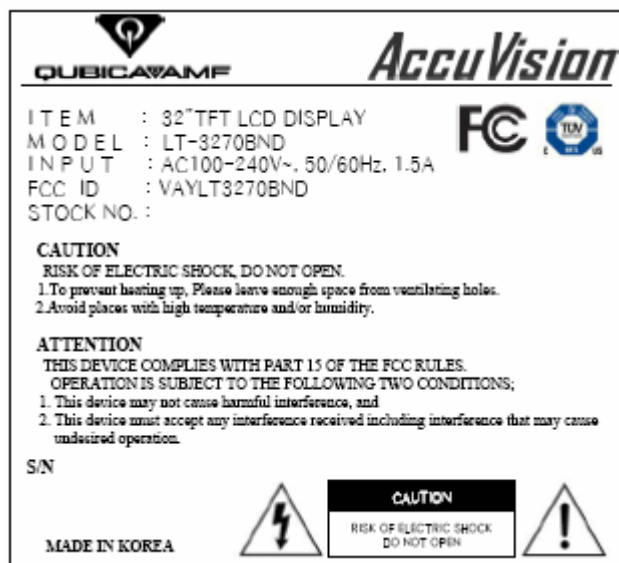 QUBICAAMF
AccuVision
ITEM : 32"TFT LCD DISPLAY
MODEL : LT-3270BND
INPUT : AC100-240V~, 50/60Hz, 1.5A
FCC ID : VAYLT3270BND
STOCK NO. :
FC
TUV
C US
CAUTION
RISK OF ELECTRIC SHOCK, DO NOT OPEN.
1.To prevent heating up, Please leave enough space from ventilating holes.
2.Avoid places with high temperature and/or humidity.
ATTENTION
THIS DEVICE COMPLIES WITH PART 15 OF THE FCC RULES.
OPERATION IS SUBJECT TO THE FOLLOWING TWO CONDITIONS;
1. This device may not cause harmful interference, and
2. This device must accept any interference received including interference that may cause
undesired operation.
S/N
MADE IN KOREA
CAUTION
RISK OF ELECTRIC SHOCK
DO NOT OPEN